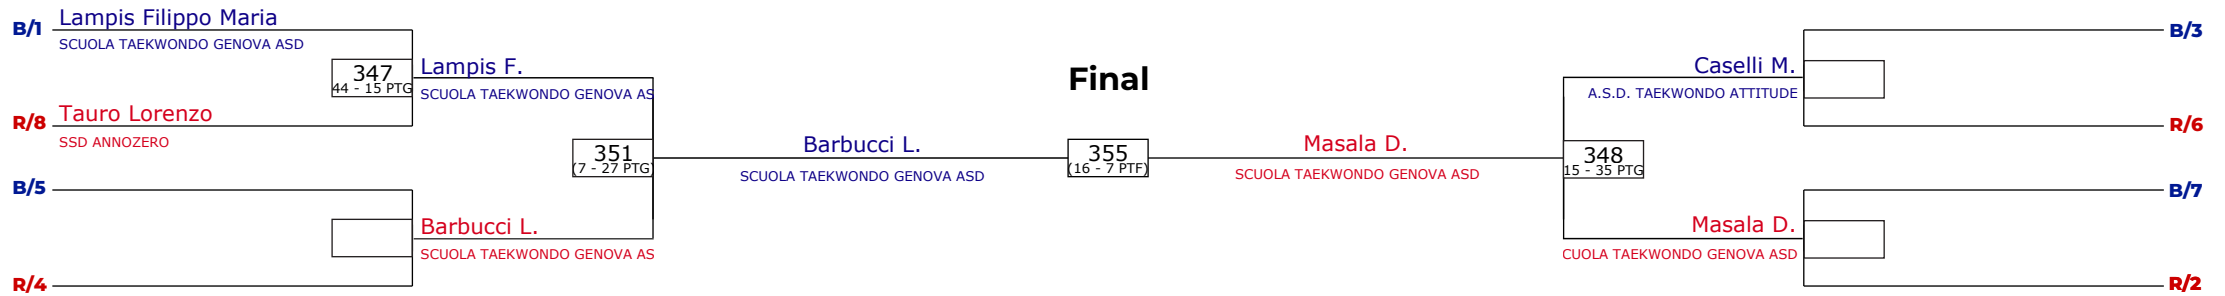 B/1
Lampis Filippo Maria
SCUOLA TAEKWONDO GENOVA ASD
347
44 - 15 PTG
R/8
Tauro Lorenzo
SSD ANNOZERO
Lampis F.
SCUOLA TAEKWONDO GENOVA AS
351
(7 - 27 PTG)
B/5
R/4
Barbucci L.
SCUOLA TAEKWONDO GENOVA AS
Final
Barbucci L.
SCUOLA TAEKWONDO GENOVA ASD
355
(16 - 7 PTF)
Masala D.
SCUOLA TAEKWONDO GENOVA ASD
Caselli M.
A.S.D. TAEKWONDO ATTITUDE
348
15 - 35 PTG
Masala D.
CUOLA TAEKWONDO GENOVA ASD
B/3
R/6
B/7
R/2